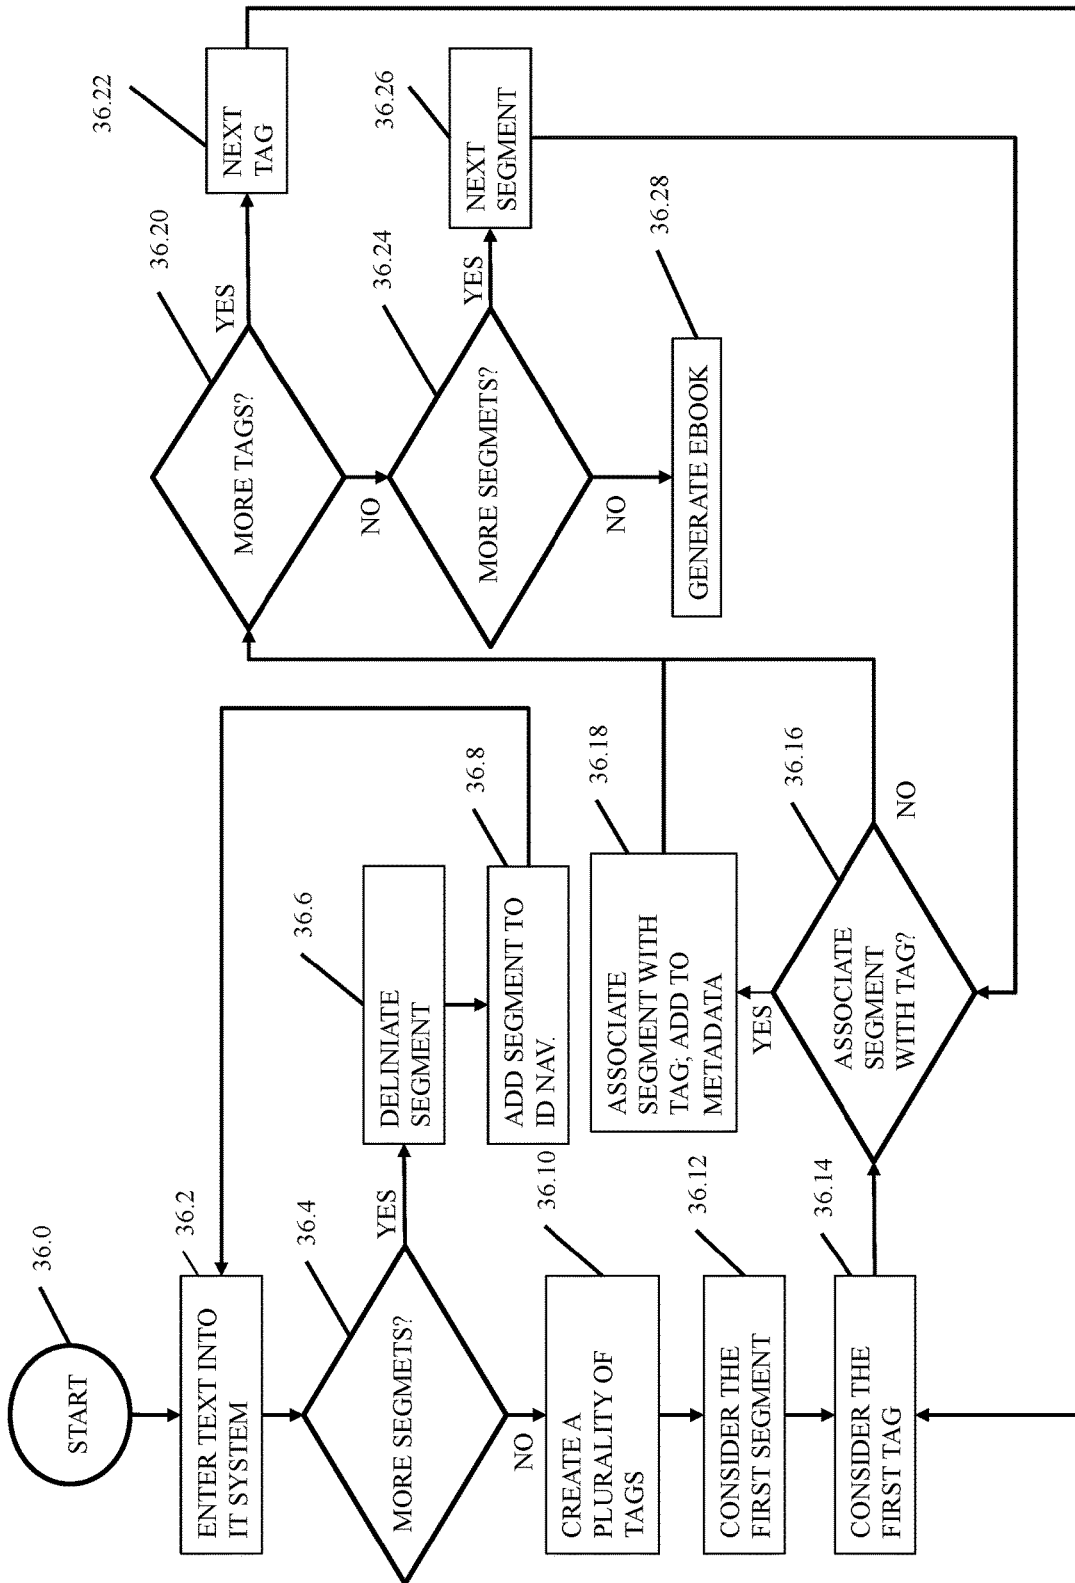 36.0
START
36.2
ENTER TEXT INTO
IT SYSTEM
36.4
MORE SEGMETS?
YES
NO
36.6
DELINIATE
SEGMENT
36.8
ADD SEGMENT TO
ID NAV.
36.10
CREATE A
PLURALITY OF
TAGS
36.12
CONSIDER THE
FIRST SEGMENT
36.14
CONSIDER THE
FIRST TAG
36.16
ASSOCIATE
SEGMENT
WITH TAG?
YES
NO
36.18
ASSOCIATE
SEGMENT WITH
TAG; ADD TO
METADATA
36.20
MORE TAGS?
YES
NO
36.22
NEXT
TAG
36.24
MORE SEGMETS?
YES
NO
36.26
NEXT
SEGMENT
36.28
GENERATE EBOOK